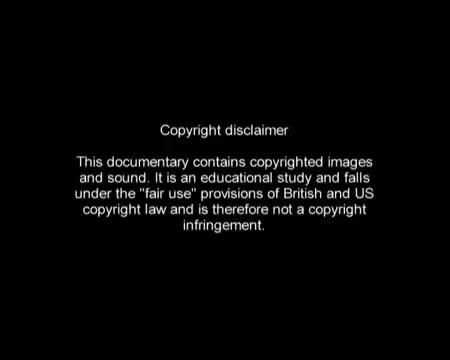 Copyright disclaimer
This documentary contains copyrighted images
and sound. It is an educational study and falls
under the "fair use" provisions of British and US
copyright law and is therefore not a copyright
infringement.